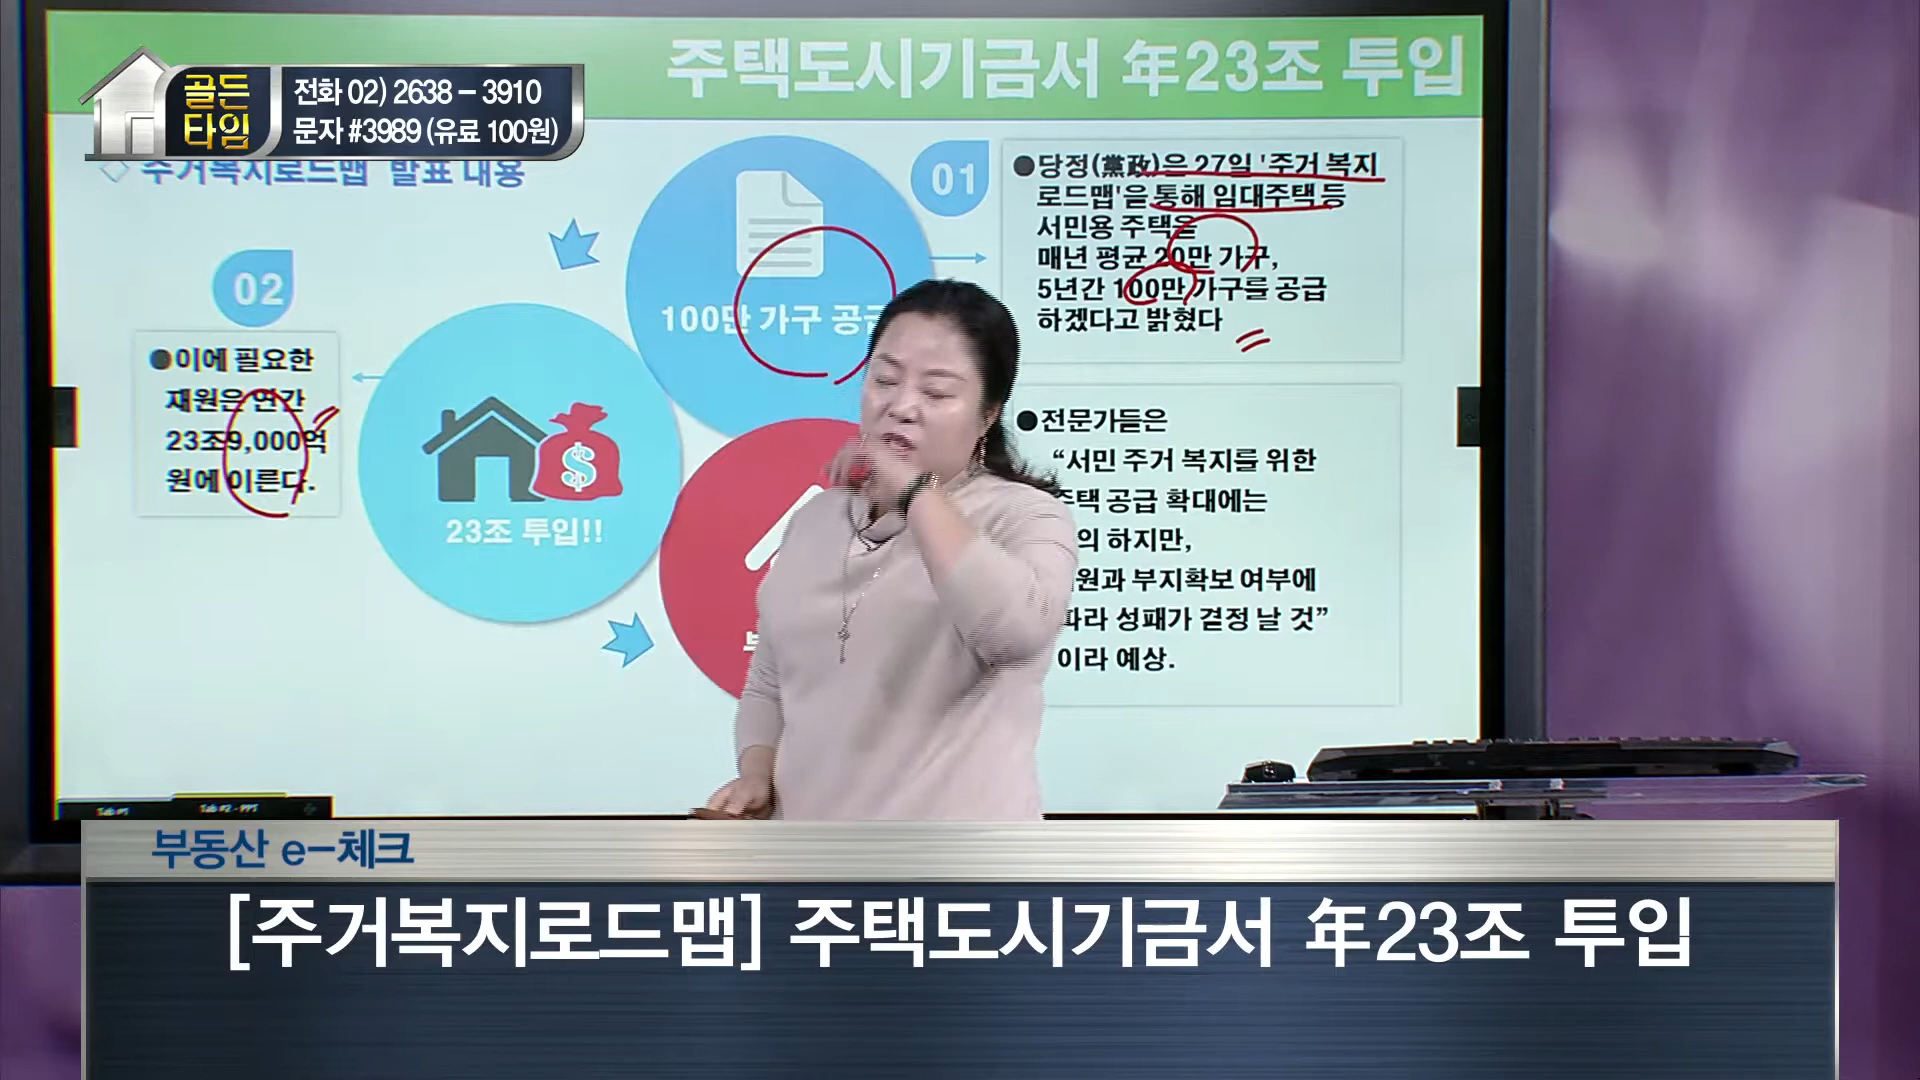 주택도시기금서 年23조 투입
골든
타임
전화 02) 2638 - 3910
문자 #3989 (유료 100원)
주거복지로드맵 발표 내용
01
●당정(黨政)은 27일 '주거 복지
로드맵'을 통해 임대주택 등
서민용 주택을
매년 평균 20만 가구,
5년간 100만 가구를 공급
하겠다고 밝혔다
100만 가구 공급
02
●이에 필요한
재원은 연간
23조9,000억
원에 이른다.
23조 투입!!
●전문가들은
“서민 주거 복지를 위한
주택 공급 확대에는
의 하지만,
원과 부지확보 여부에
따라 성패가 결정 날 것”
이라 예상.
Tab #1
Tab #2 - PPT
부동산 e-체크
[주거복지로드맵] 주택도시기금서 年23조 투입